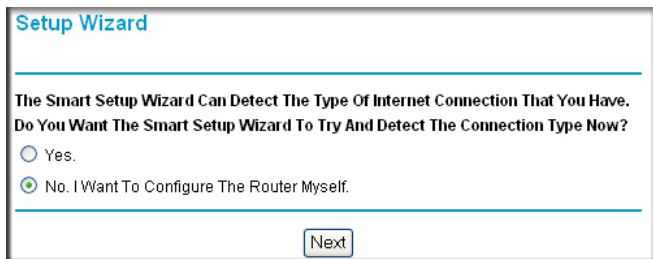 Setup Wizard
The Smart Setup Wizard Can Detect The Type Of Internet Connection That You Have.
Do You Want The Smart Setup Wizard To Try And Detect The Connection Type Now?
Yes.
No. I Want To Configure The Router Myself.
Next